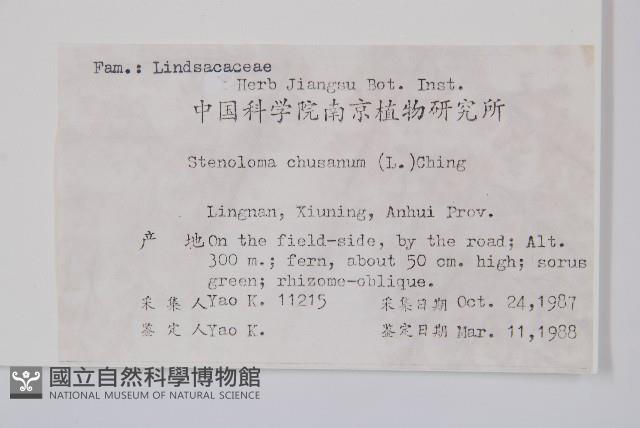 Fam.: Lindsacaceae
Herb Jiangsu Bot. Inst.
中国科学院南京植物研究所
Stenoloma chusanum (L.)Ching
Lingnan, Xiuning, Anhui Prov.
产 地 On the field-side, by the road; Alt.
300 m.; fern, about 50 cm. high; sorus
green; rhizome-oblique.
采集人 Yao K. 11215 采集日期 Oct. 24,1987
鉴定人 Yao K. 鉴定日期 Mar. 11,1988
國立自然科學博物館
NATIONAL MUSEUM OF NATURAL SCIENCE